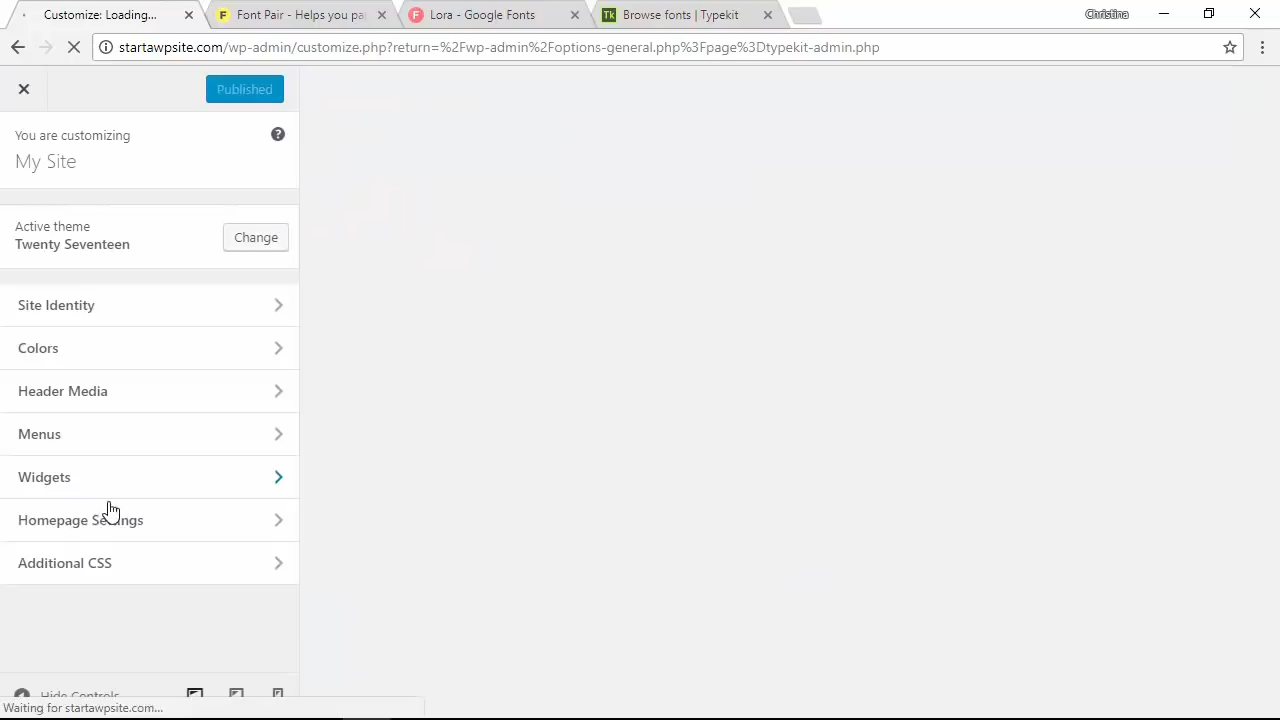 Customize: Loading...
F Font Pair - Helps you pai
F Lora - Google Fonts
Tk Browse fonts | Typekit
Christina
startawpsite.com/wp-admin/customize.php?return=%2Fwp-admin%2Foptions-general.php%3Fpage%3Dtypekit-admin.php
Published
You are customizing
My Site
Active theme
Twenty Seventeen
Change
Site Identity
Colors
Header Media
Menus
Widgets
Homepage Settings
Additional CSS
Hide Controls
Waiting for startawpsite.com...